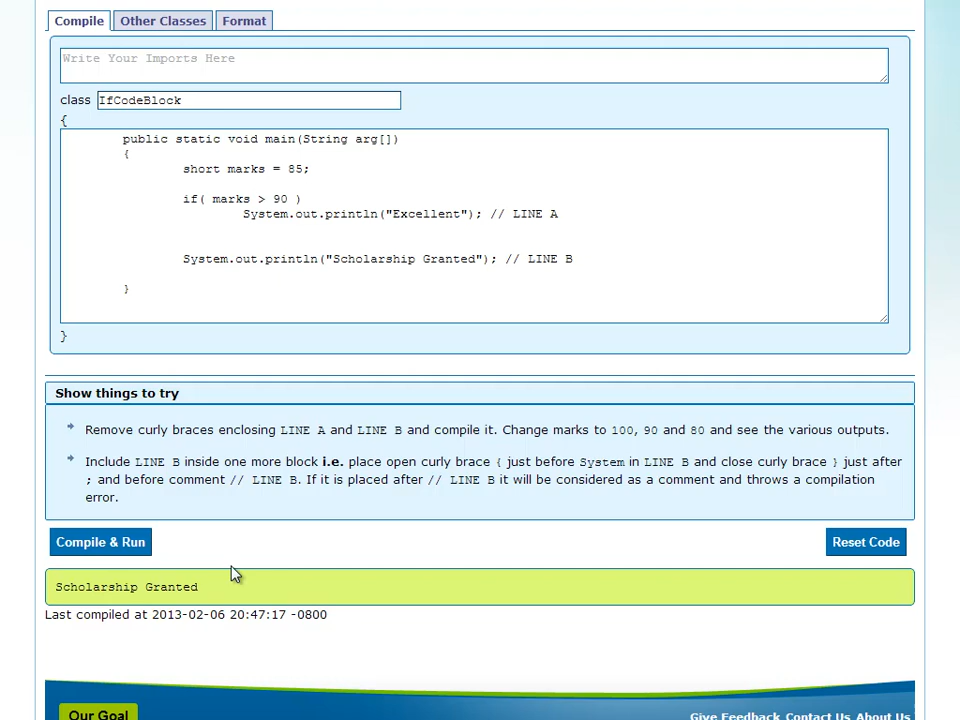 Compile Other Classes Format
Write Your Imports Here
class IfCodeBlock
{
public static void main(String arg[])
{
short marks = 85;
if( marks > 90 )
System.out.println("Excellent"); // LINE A
System.out.println("Scholarship Granted"); // LINE B
}
}
Show things to try
Remove curly braces enclosing LINE A and LINE B and compile it. Change marks to 100, 90 and 80 and see the various outputs.
Include LINE B inside one more block i.e. place open curly brace { just before System in LINE B and close curly brace } just after
; and before comment // LINE B. If it is placed after // LINE B it will be considered as a comment and throws a compilation
error.
Compile & Run Reset Code
Scholarship Granted
Last compiled at 2013-02-06 20:47:17 -0800
Our Goal Give Feedback Contact Us About Us